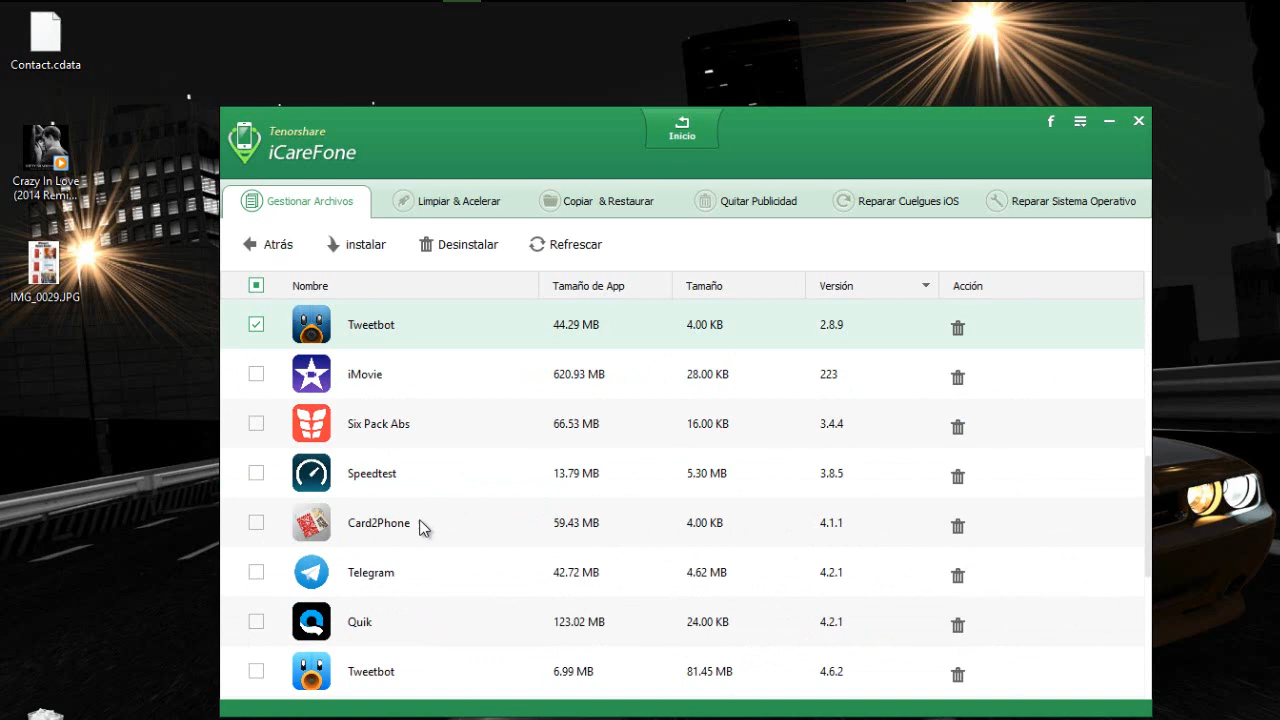 Contact.cdata
Crazy In Love
(2014 Remi...
IMG_0029.JPG
Tenorshare
iCareFone
Inicio
f
Gestionar Archivos
Limpiar & Acelerar
Copiar & Restaurar
Quitar Publicidad
Reparar Cuelgues iOS
Reparar Sistema Operativo
Atrás
instalar
Desinstalar
Refrescar
Nombre Tamaño de App Tamaño Versión Acción
Tweetbot 44.29 MB 4.00 KB 2.8.9
iMovie 620.93 MB 28.00 KB 223
Six Pack Abs 66.53 MB 16.00 KB 3.4.4
Speedtest 13.79 MB 5.30 MB 3.8.5
Card2Phone 59.43 MB 4.00 KB 4.1.1
Telegram 42.72 MB 4.62 MB 4.2.1
Quik 123.02 MB 24.00 KB 4.2.1
Tweetbot 6.99 MB 81.45 MB 4.6.2